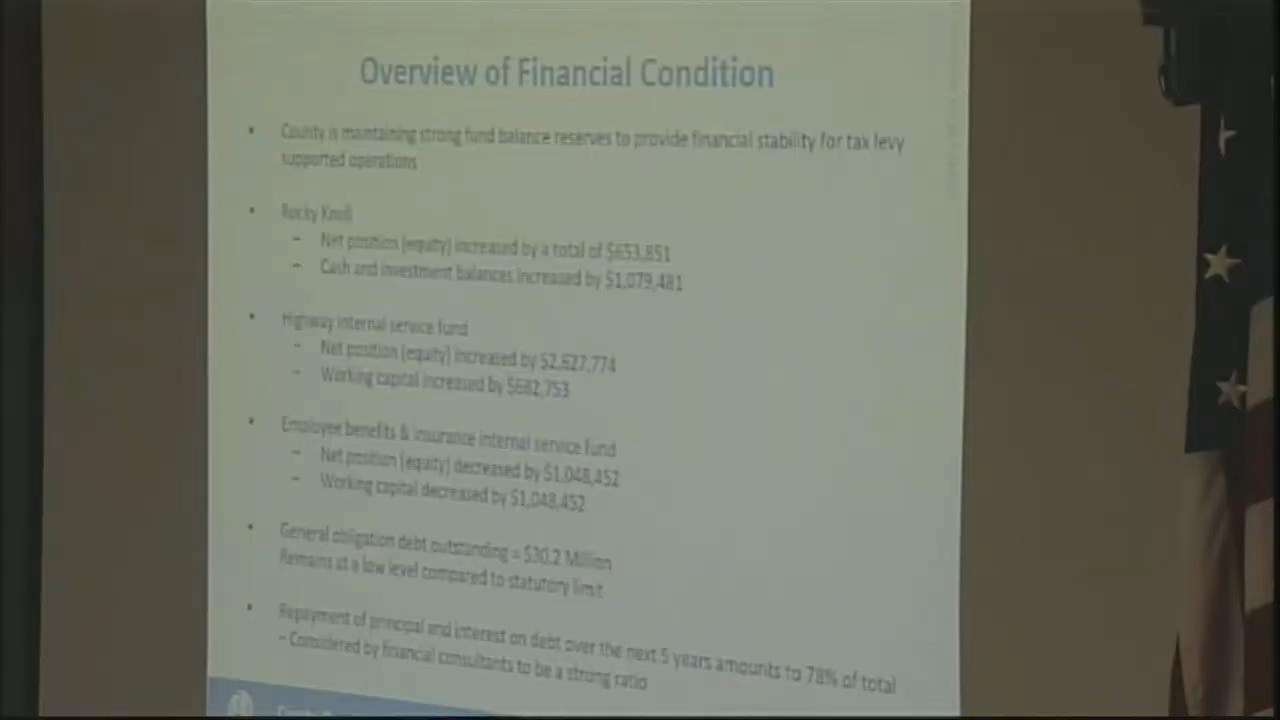 Overview of Financial Condition
• County is maintaining strong fund balance reserves to provide financial stability for tax levy
supported operations
• Rocky Knoll
– Net position (equity) increased by a total of $653,851
– Cash and investment balances increased by $1,079,481
• Highway internal service fund
– Net position (equity) increased by $2,627,774
– Working capital increased by $682,753
• Employee benefits & insurance internal service fund
– Net position (equity) decreased by $1,048,452
– Working capital decreased by $1,048,452
• General obligation debt outstanding = $30.2 Million
Remains at a low level compared to statutory limit
• Repayment of principal and interest on debt over the next 5 years amounts to 78% of total
– Considered by financial consultants to be a strong ratio